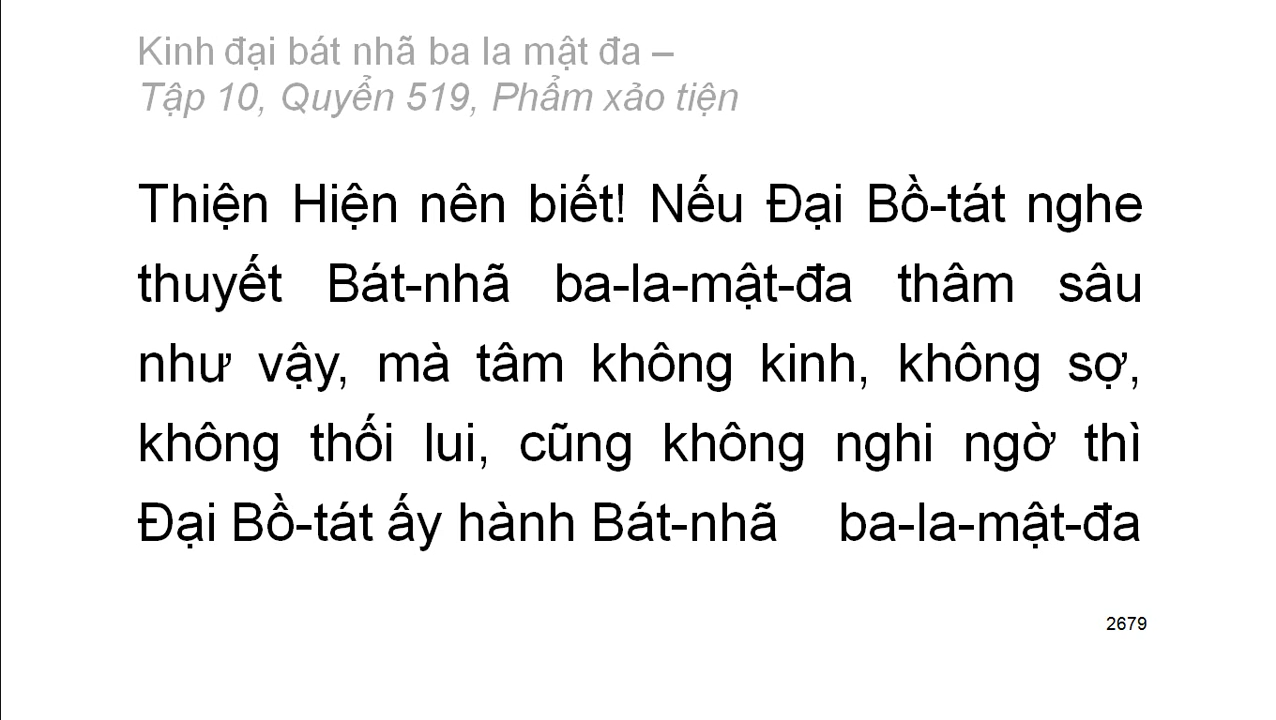 Kinh đại bát nhã ba la mật đa –
Tập 10, Quyển 519, Phẩm xảo tiện
Thiện Hiện nên biết! Nếu Đại Bồ-tát nghe
thuyết Bát-nhã ba-la-mật-đa thâm sâu
như vậy, mà tâm không kinh, không sợ,
không thối lui, cũng không nghi ngờ thì
Đại Bồ-tát ấy hành Bát-nhã ba-la-mật-đa
2679